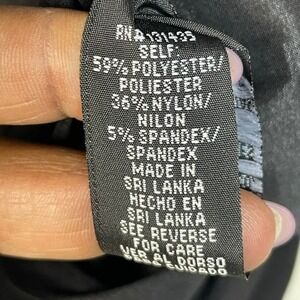 RN# 131435
SELF:
59% POLYESTER/
POLIESTER
36% NYLON/
NILON
5% SPANDEX/
SPANDEX
MADE IN
SRI LANKA
HECHO EN
SRI LANKA
SEE REVERSE
FOR CARE
VER AL DORSO